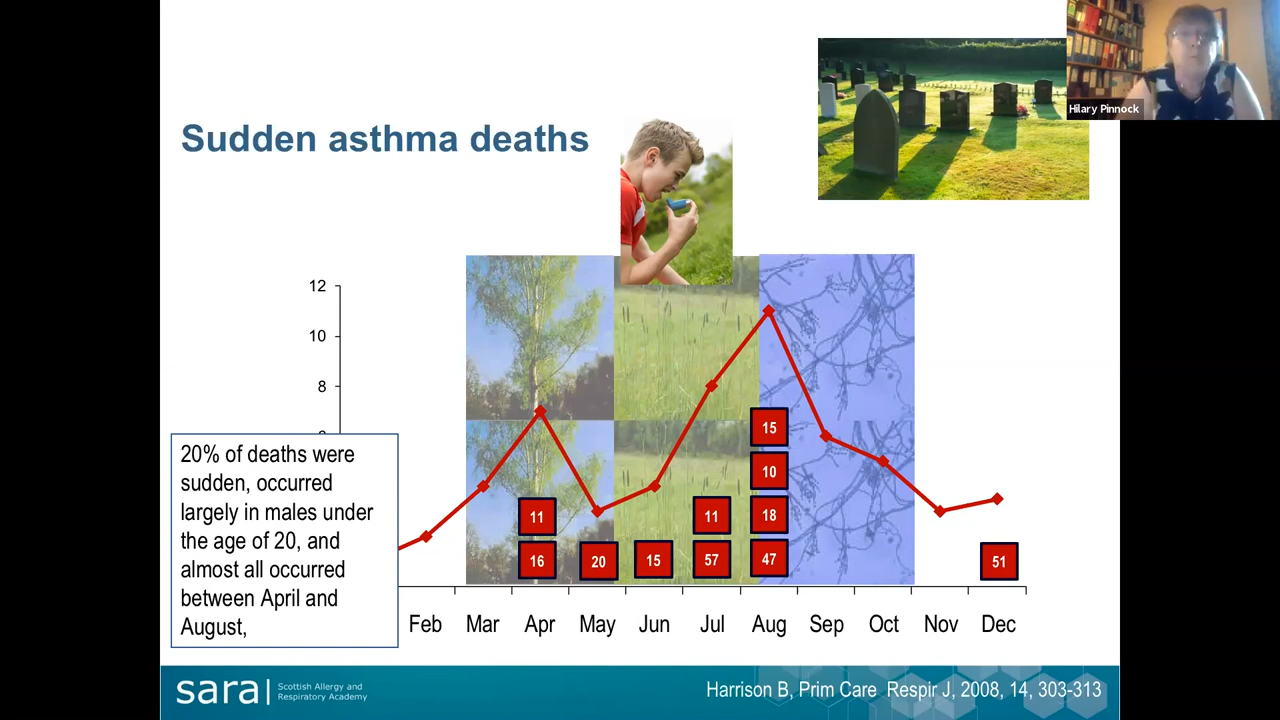 Hilary Pinnock
Sudden asthma deaths
12
10
8
20% of deaths were
sudden, occurred
largely in males under
the age of 20, and
almost all occurred
between April and
August,
15
10
11 11 18
16 20 15 57 47 51
Feb Mar Apr May Jun Jul Aug Sep Oct Nov Dec
sara| Scottish Allergy and
Respiratory Academy
Harrison B, Prim Care Respir J, 2008, 14, 303-313